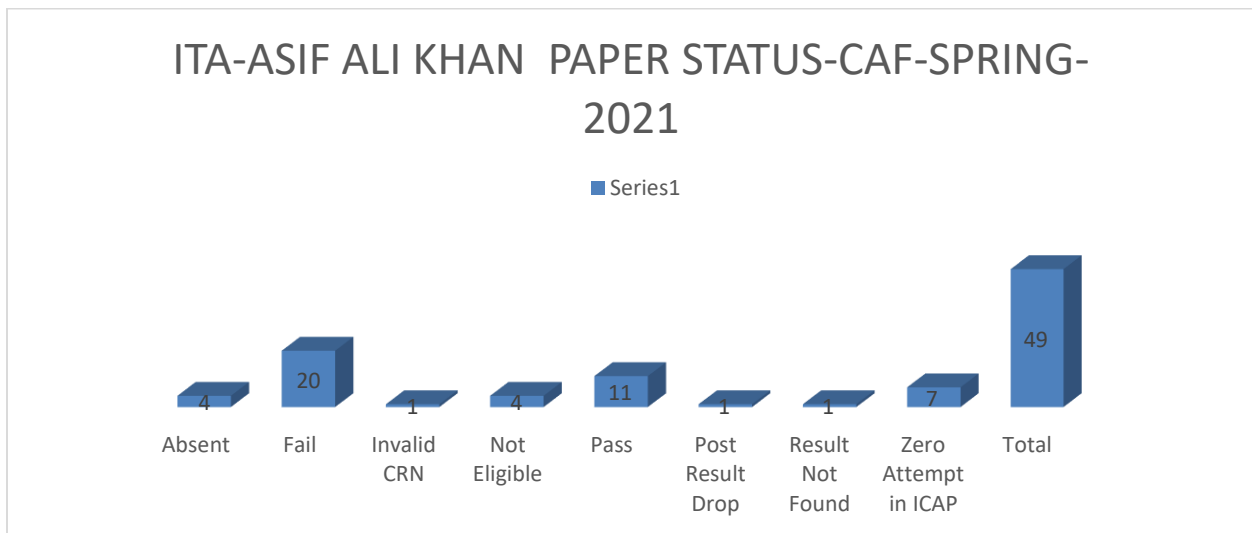 ITA-ASIF ALI KHAN PAPER STATUS-CAF-SPRING-
2021
Series1
4
20
1
4
11
1
1
7
49
Absent
Fail
Invalid
CRN
Not
Eligible
Pass
Post
Result
Drop
Result
Not
Found
Zero
Attempt
in ICAP
Total